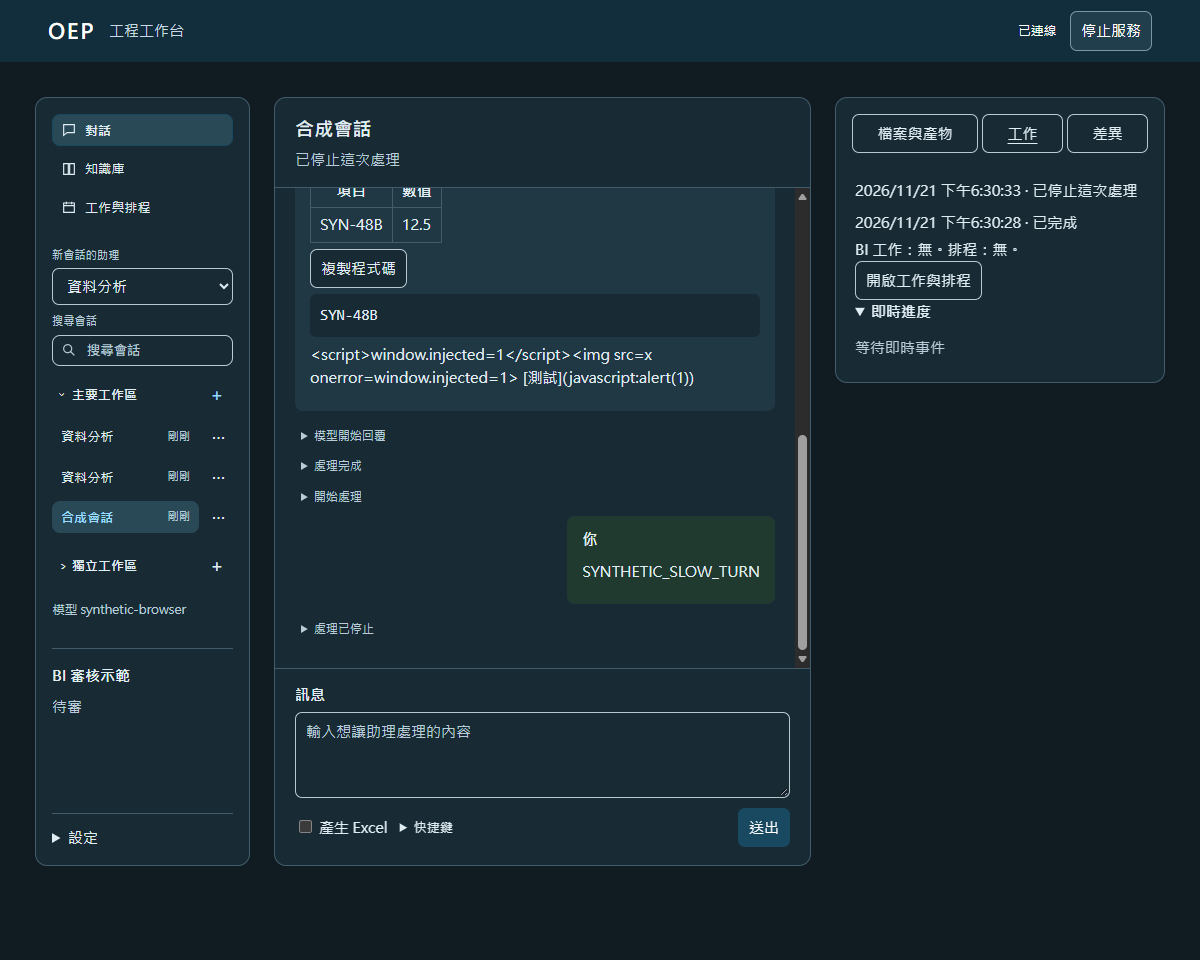 OEP 工程工作台
已連線 停止服務
對話
知識庫
工作與排程
新會話的助理
資料分析
搜尋會話
搜尋會話
主要工作區 +
資料分析 剛剛 ...
資料分析 剛剛 ...
合成會話 剛剛 ...
獨立工作區 +
模型 synthetic-browser
BI 審核示範
待審
設定
合成會話
已停止這次處理
項目 數值
SYN-48B 12.5
複製程式碼
SYN-48B
<script>window.injected=1</script><img src=x
onerror=window.injected=1> [測試](javascript:alert(1))
模型開始回覆
處理完成
開始處理
你
SYNTHETIC_SLOW_TURN
處理已停止
訊息
輸入想讓助理處理的內容
產生 Excel 快捷鍵
送出
檔案與產物 工作 差異
2026/11/21 下午6:30:33 · 已停止這次處理
2026/11/21 下午6:30:28 · 已完成
BI 工作：無。排程：無。
開啟工作與排程
即時進度
等待即時事件